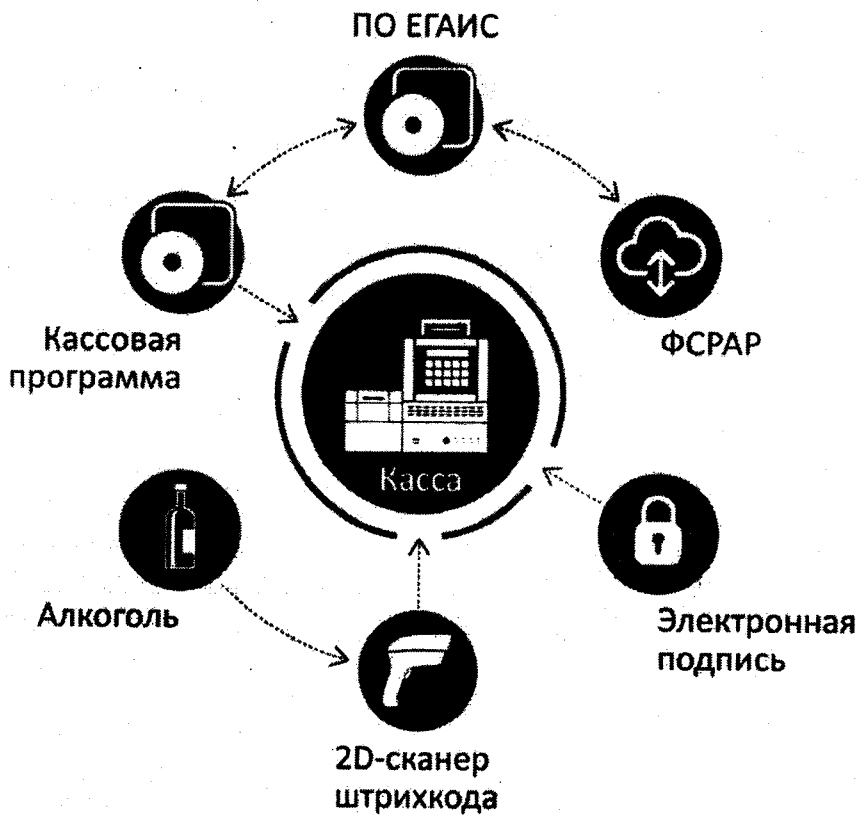 ПО ЕГАИС
Кассовая
программа
ФСРАР
Касса
Алкоголь
Электронная
подпись
2D-сканер
штрихкода